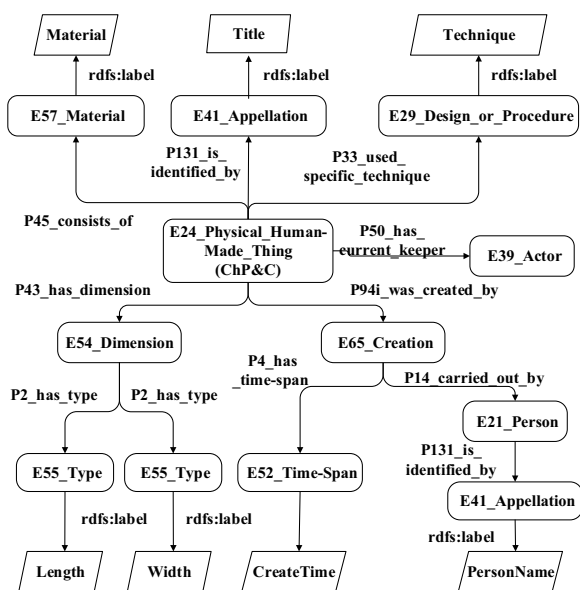 Material
Title
Technique
rdfs:label
rdfs:label
rdfs:label
E57_Material
E41_Appellation
E29_Design_or_Procedure
P131_is_
identified_by
P33_used_
specific_technique
P45_consists_of
E24_Physical_Human-
Made_Thing
(ChP&C)
P50_has_
current_keeper
E39_Actor
P43_has_dimension
P94i_was_created_by
E54_Dimension
E65_Creation
P4_has
_time-span
P14_carried_out_by
P2_has_type
P2_has_type
E21_Person
P131_is_
identified_by
E55_Type
E55_Type
E52_Time-Span
E41_Appellation
rdfs:label
rdfs:label
rdfs:label
Length
Width
CreateTime
PersonName